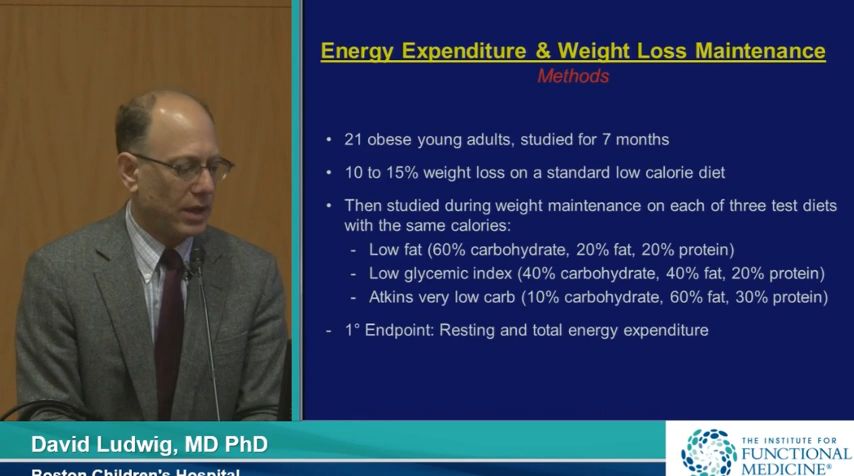 Energy Expenditure & Weight Loss Maintenance
Methods
• 21 obese young adults, studied for 7 months
• 10 to 15% weight loss on a standard low calorie diet
• Then studied during weight maintenance on each of three test diets
with the same calories:
- Low fat (60% carbohydrate, 20% fat, 20% protein)
- Low glycemic index (40% carbohydrate, 40% fat, 20% protein)
- Atkins very low carb (10% carbohydrate, 60% fat, 30% protein)
- 1° Endpoint: Resting and total energy expenditure
David Ludwig, MD PhD
Boston Children's Hospital
THE INSTITUTE FOR
FUNCTIONAL
MEDICINE®